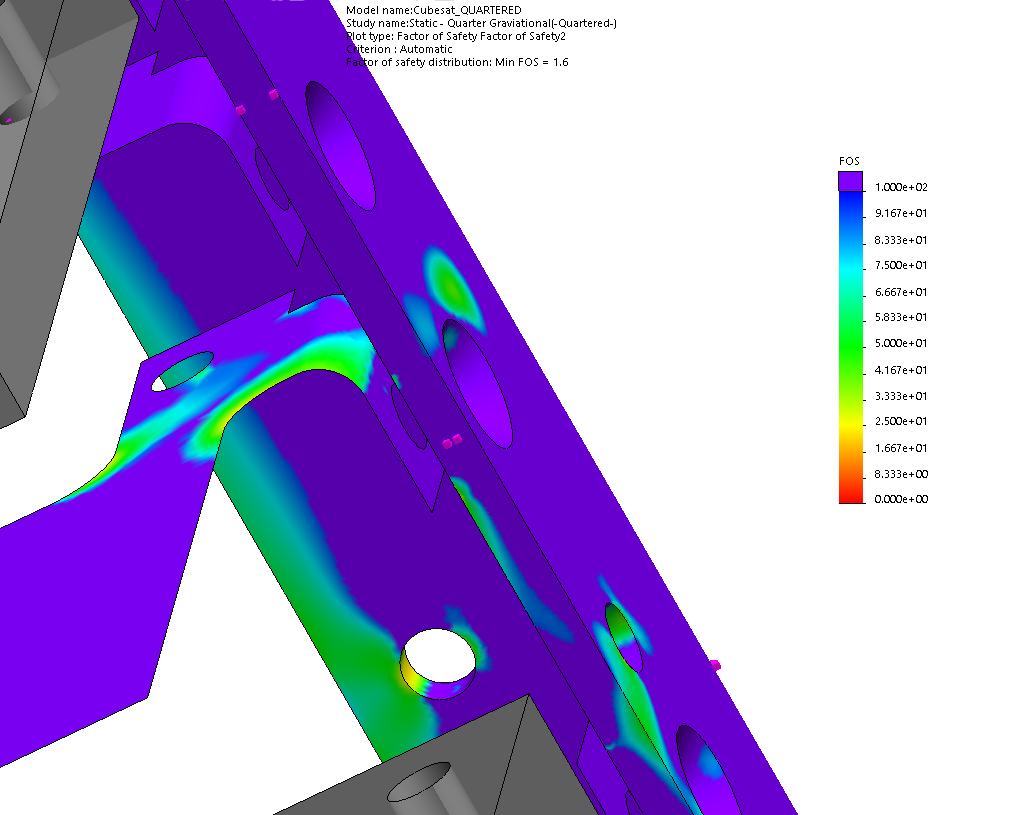 Model name:Cubesat_QUARTERED
Study name:Static - Quarter Graviational(-Quartered-)
Plot type: Factor of Safety Factor of Safety2
Criterion : Automatic
Factor of safety distribution: Min FOS = 1.6
FOS
1.000e+02
9.167e+01
8.333e+01
7.500e+01
6.667e+01
5.833e+01
5.000e+01
4.167e+01
3.333e+01
2.500e+01
1.667e+01
8.333e+00
0.000e+00